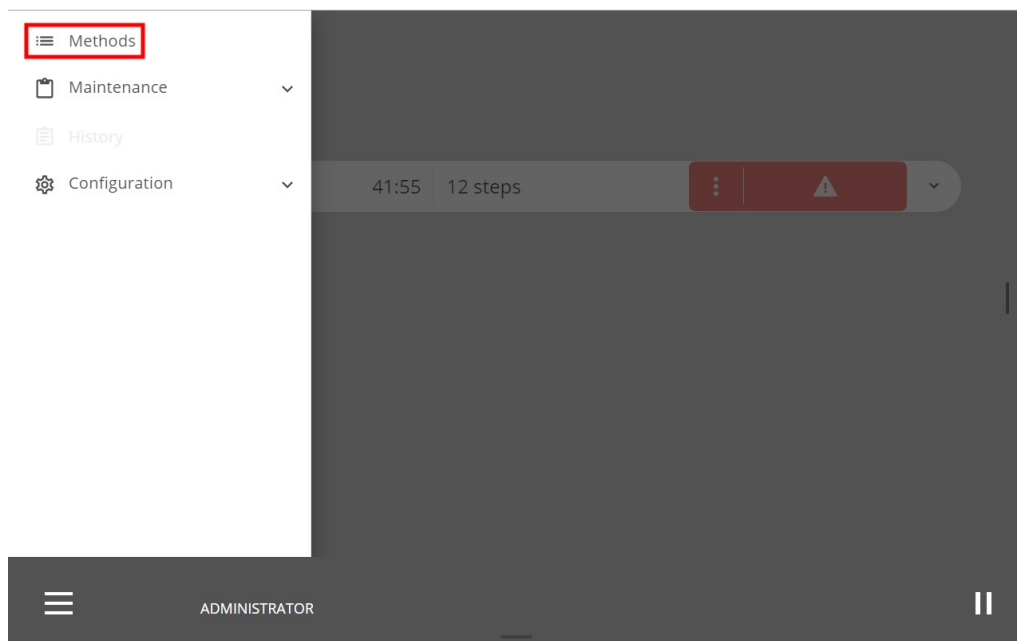 Methods
Maintenance
History
Configuration
41:55 12 steps
ADMINISTRATOR